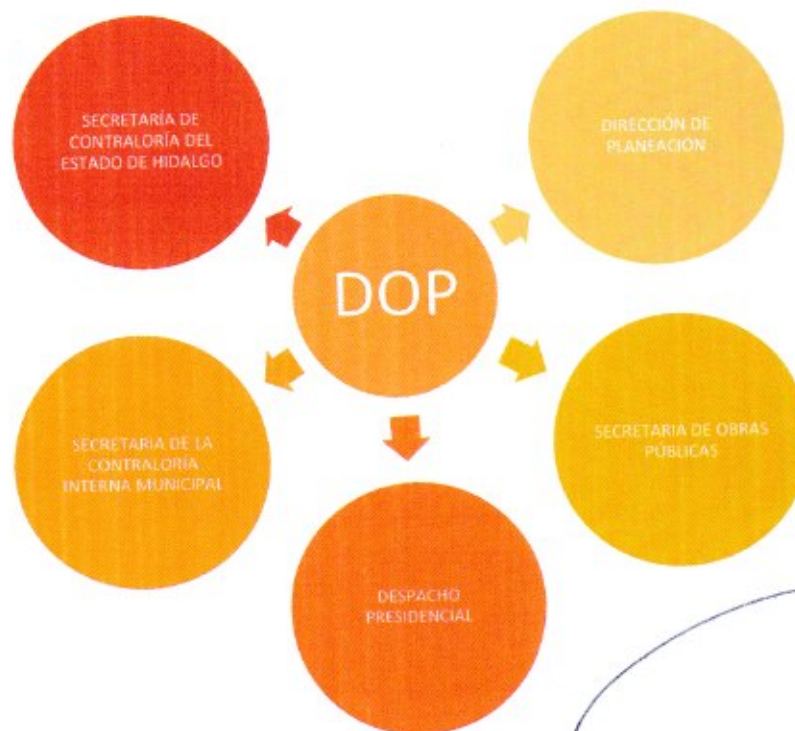 SECRETARÍA DE
CONTRALORÍA DEL
ESTADO DE HIDALGO
DIRECCIÓN DE
PLANEACIÓN
DOP
SECRETARIA DE LA
CONTRALORÍA
INTERNA MUNICIPAL
SECRETARIA DE OBRAS
PÚBLICAS
DESPACHO
PRESIDENCIAL